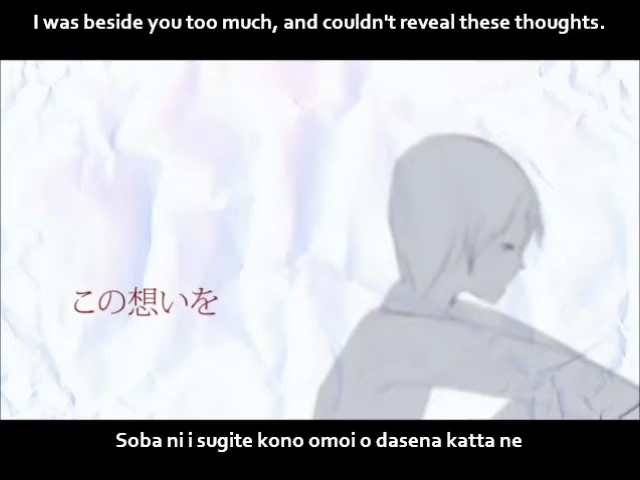 I was beside you too much, and couldn't reveal these thoughts.
この想いを
Soba ni i sugite kono omoi o dasena katta ne